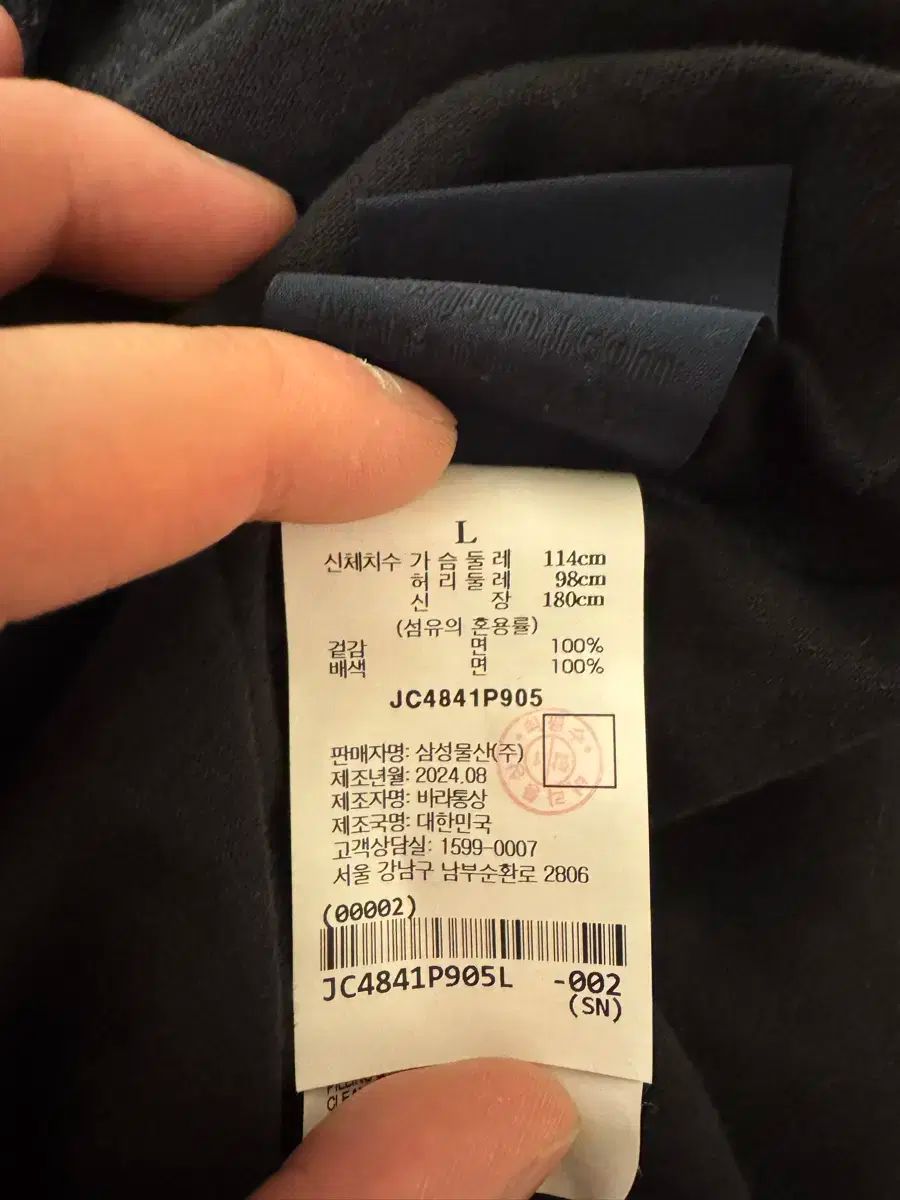 L
신체치수 가 슴 둘 레 114cm
허 리 둘 레 98cm
신 장 180cm
(섬유의 혼용률)
겉감 면 100%
배색 면 100%
JC4841P905
판매자명: 삼성물산(주)
제조년월: 2024.08
제조자명: 바라통상
제조국명: 대한민국
고객상담실: 1599-0007
서울 강남구 남부순환로 2806
(00002)
JC4841P905L -002
(SN)